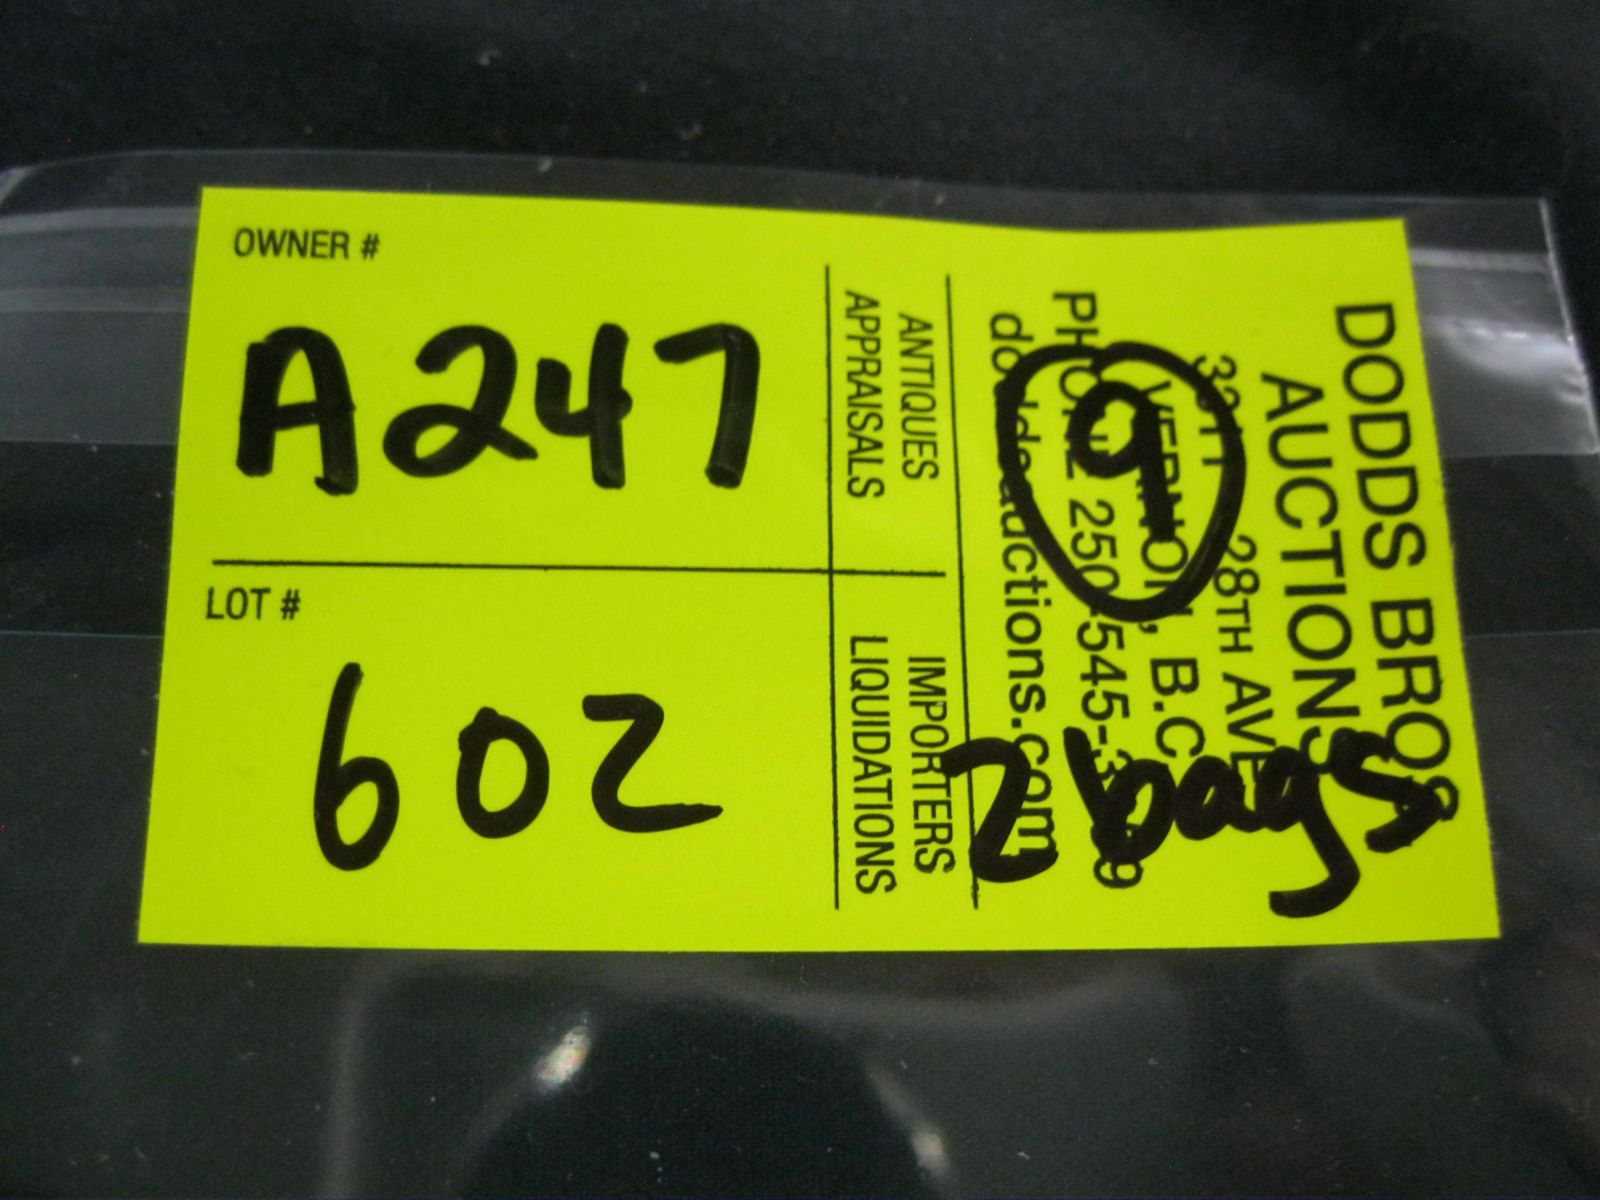 OWNER #
A247
LOT #
602
ANTIQUES
APPRAISALS
IMPORTERS
LIQUIDATIONS
DODDS BROS
AUCTIONS
28TH AVE
VERNON, B.C.
PHONE 250-545-
doddsauctions.com
9
2 bags